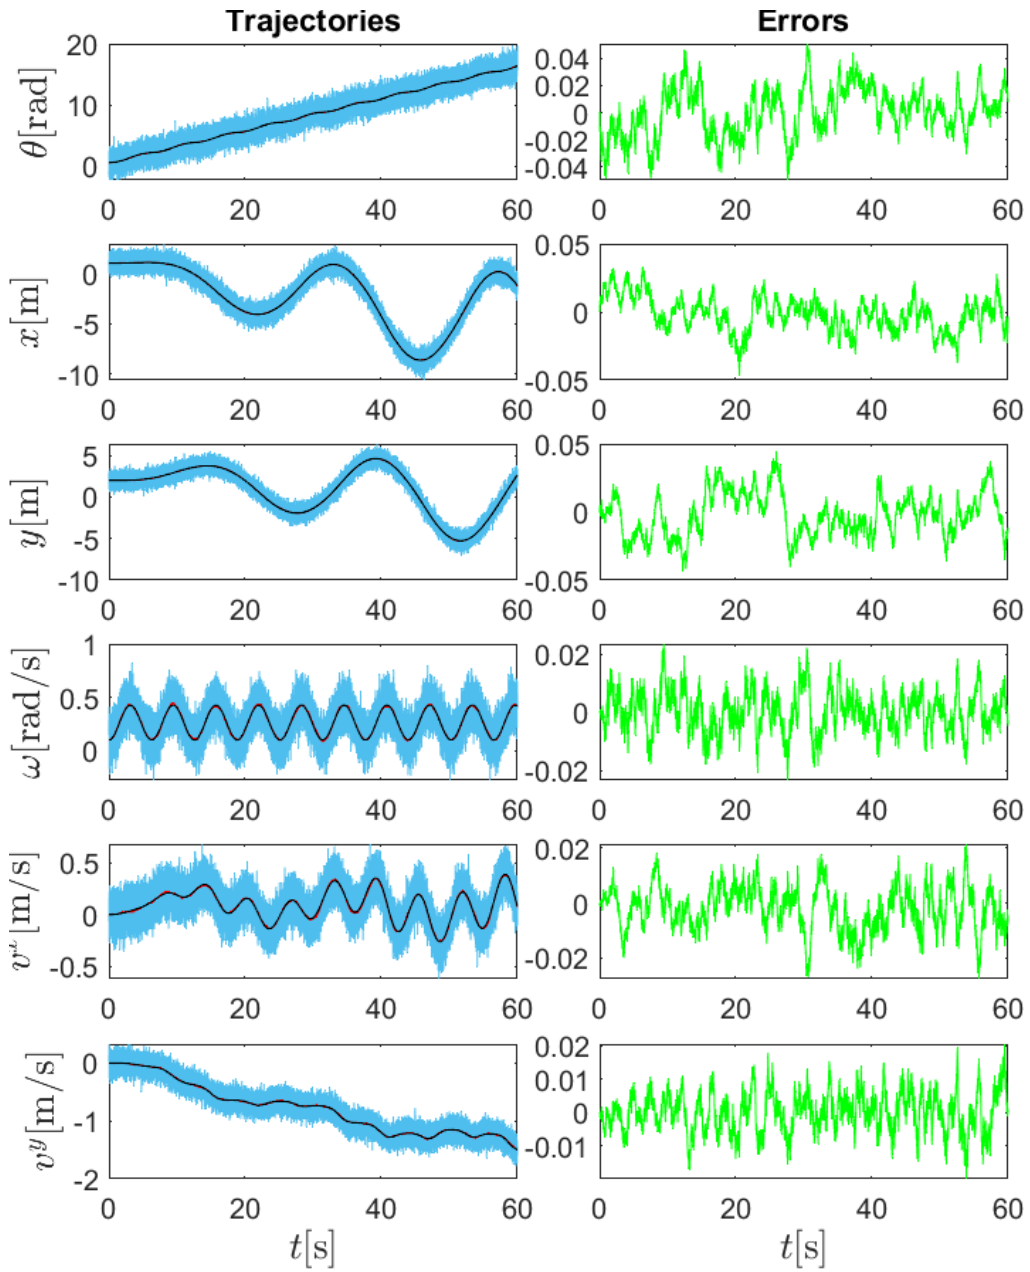 Trajectories Errors
θ[rad] 20 10 0 0.04 0.02 0 -0.02 -0.04
0 20 40 60 0 20 40 60
x[m] 0 -5 -10 0.05 0 -0.05
0 20 40 60 0 20 40 60
y[m] 5 0 -5 -10 0.05 0 -0.05
0 20 40 60 0 20 40 60
ω[rad/s] 1 0.5 0 0.02 0 -0.02
0 20 40 60 0 20 40 60
vˣ[m/s] 0.5 0 -0.5 0.02 0 -0.02
0 20 40 60 0 20 40 60
vʸ[m/s] 0 -1 -2 0.02 0.01 0 -0.01
0 20 40 60 0 20 40 60
t[s] t[s]